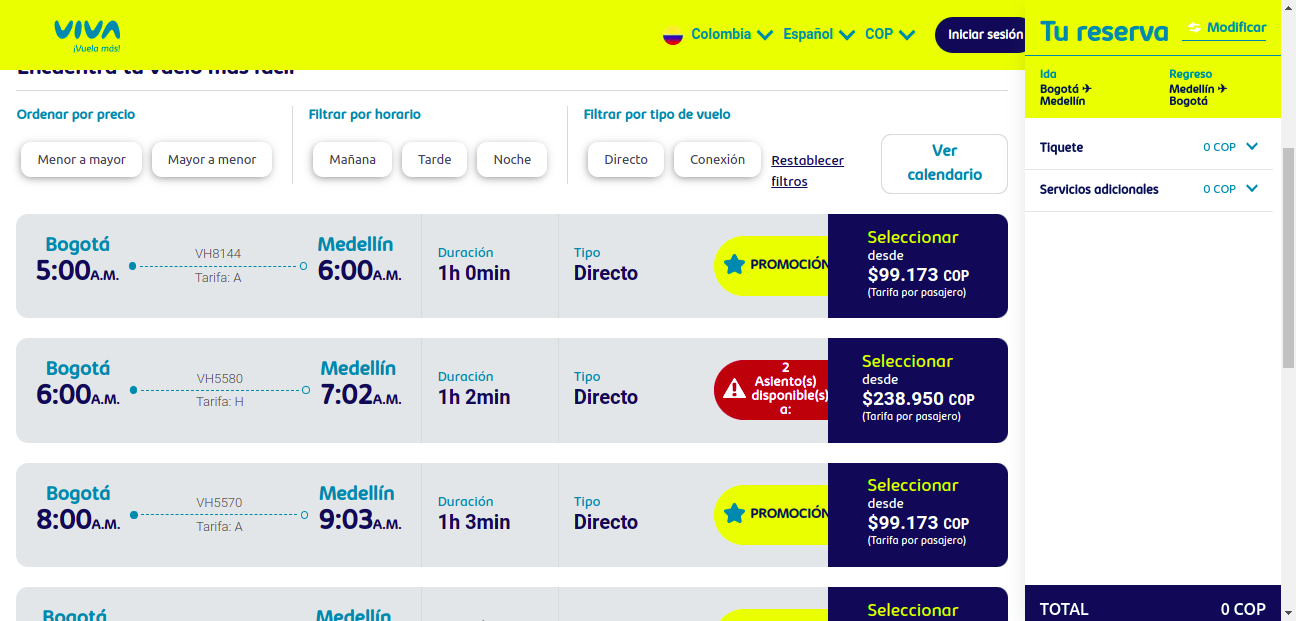 VIVA
¡Vuela más!
Colombia
Español
COP
Iniciar sesión
Encuentra tu vuelo más fácil
Ordenar por precio
Menor a mayor
Mayor a menor
Filtrar por horario
Mañana
Tarde
Noche
Filtrar por tipo de vuelo
Directo
Conexión
Restablecer
filtros
Ver
calendario
Bogotá
5:00A.M.
VH8144
Tarifa: A
Medellín
6:00A.M.
Duración
1h 0min
Tipo
Directo
PROMOCIÓN
Seleccionar
desde
$99.173 COP
(Tarifa por pasajero)
Bogotá
6:00A.M.
VH5580
Tarifa: H
Medellín
7:02A.M.
Duración
1h 2min
Tipo
Directo
2
Asiento(s)
disponible(s)
a:
Seleccionar
desde
$238.950 COP
(Tarifa por pasajero)
Bogotá
8:00A.M.
VH5570
Tarifa: A
Medellín
9:03A.M.
Duración
1h 3min
Tipo
Directo
PROMOCIÓN
Seleccionar
desde
$99.173 COP
(Tarifa por pasajero)
Bogotá
Medellín
Seleccionar
Tu reserva
Modificar
Ida
Bogotá ✈
Medellín
Regreso
Medellín ✈
Bogotá
Tiquete
0 COP
Servicios adicionales
0 COP
TOTAL
0 COP